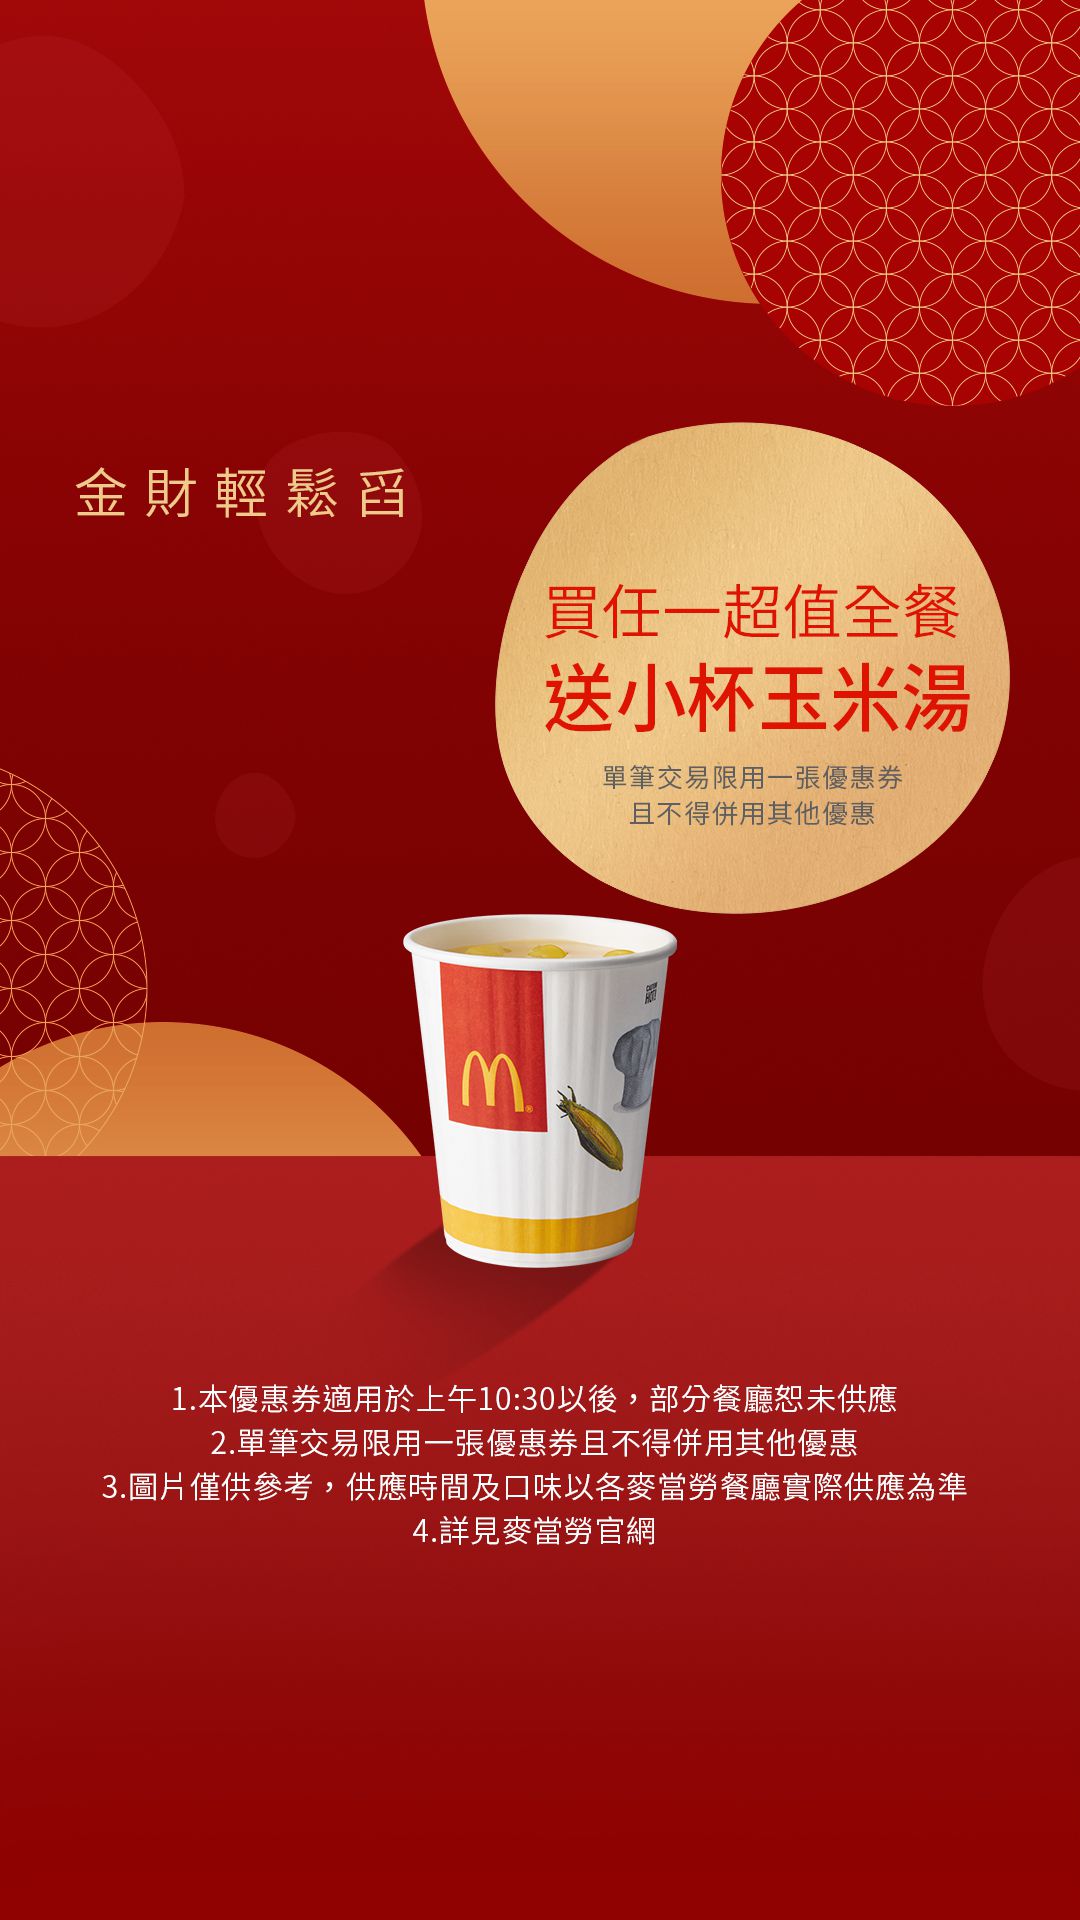 金財輕鬆舀
買任一超值全餐
送小杯玉米湯
單筆交易限用一張優惠券
且不得併用其他優惠
CAUTION
HOT!
1.本優惠券適用於上午10:30以後，部分餐廳恕未供應
2.單筆交易限用一張優惠券且不得併用其他優惠
3.圖片僅供參考，供應時間及口味以各麥當勞餐廳實際供應為準
4.詳見麥當勞官網